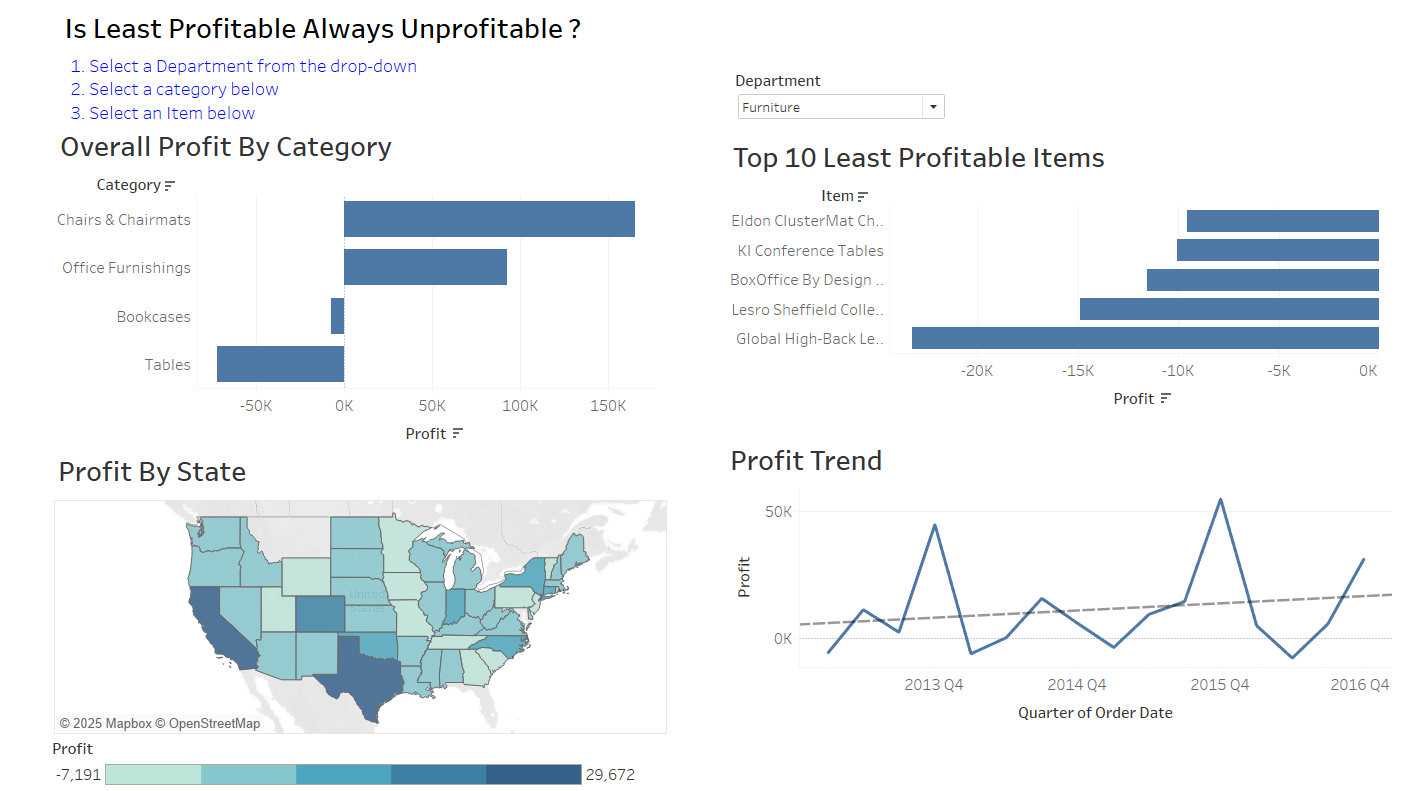 Is Least Profitable Always Unprofitable ?
1. Select a Department from the drop-down
2. Select a category below
3. Select an Item below
Department
Furniture
Overall Profit By Category
Category
Chairs & Chairmats
Office Furnishings
Bookcases
Tables
-50K 0K 50K 100K 150K
Profit
Top 10 Least Profitable Items
Item
Eldon ClusterMat Ch..
KI Conference Tables
BoxOffice By Design ..
Lesro Sheffield Colle..
Global High-Back Le..
-20K -15K -10K -5K 0K
Profit
Profit By State
United
States
© 2025 Mapbox © OpenStreetMap
Profit
-7,191 29,672
Profit Trend
Profit
50K
0K
2013 Q4 2014 Q4 2015 Q4 2016 Q4
Quarter of Order Date